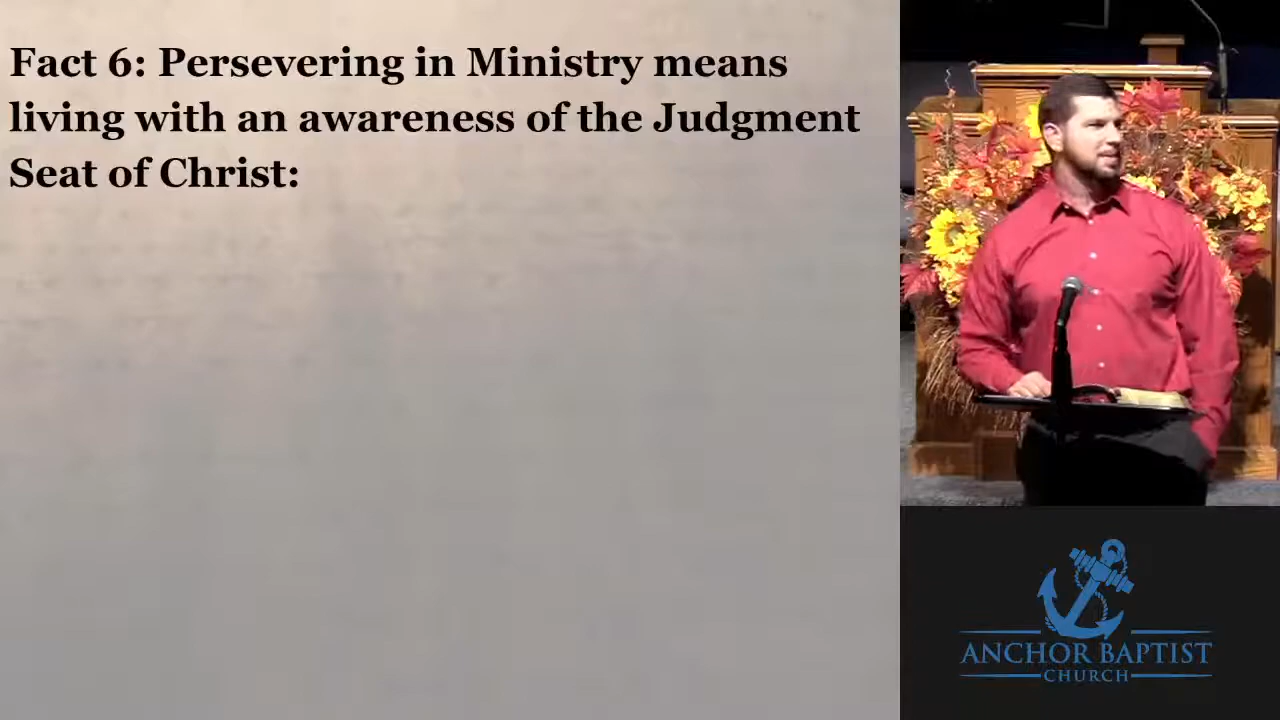 Fact 6: Persevering in Ministry means
living with an awareness of the Judgment
Seat of Christ:
ANCHOR BAPTIST
CHURCH